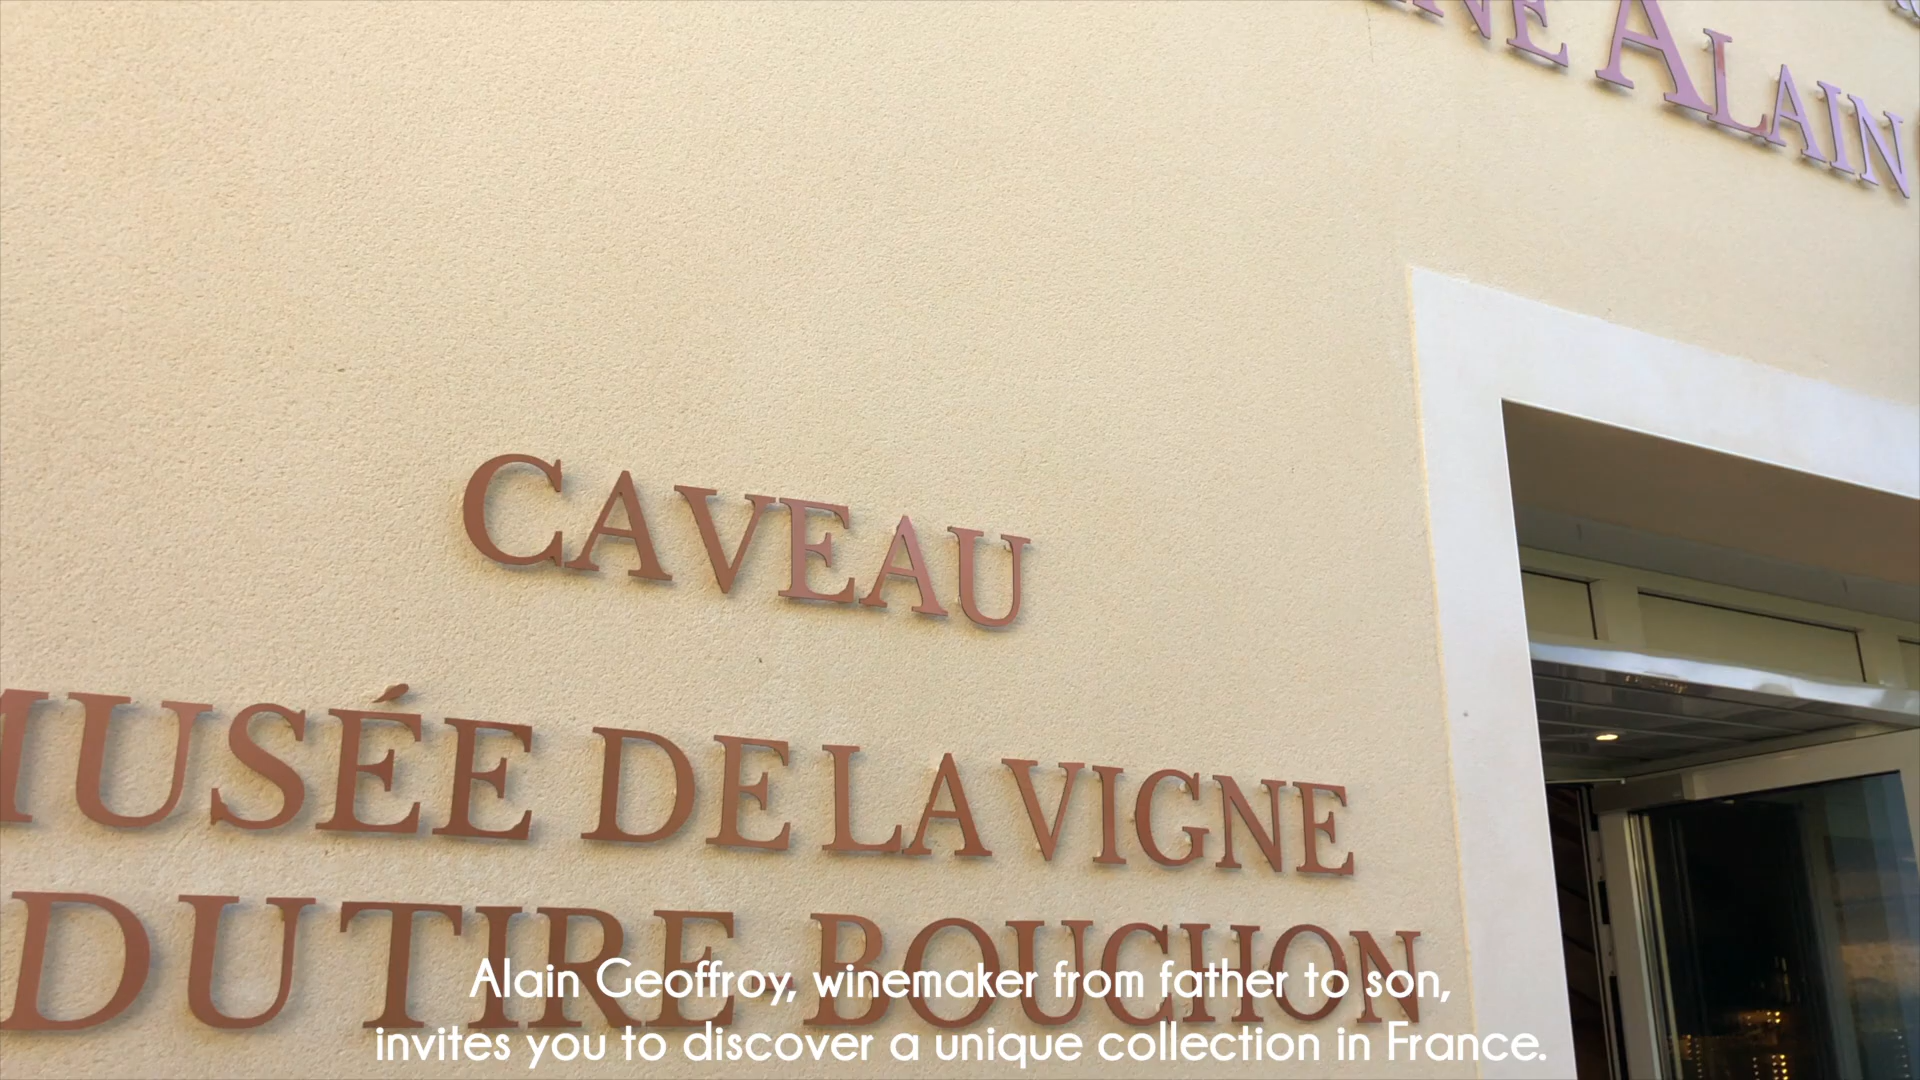 ALAIN
CAVEAU
MUSÉE DE LA VIGNE
DU TIRE-BOUCHON
Alain Geoffroy, winemaker from father to son,
invites you to discover a unique collection in France.